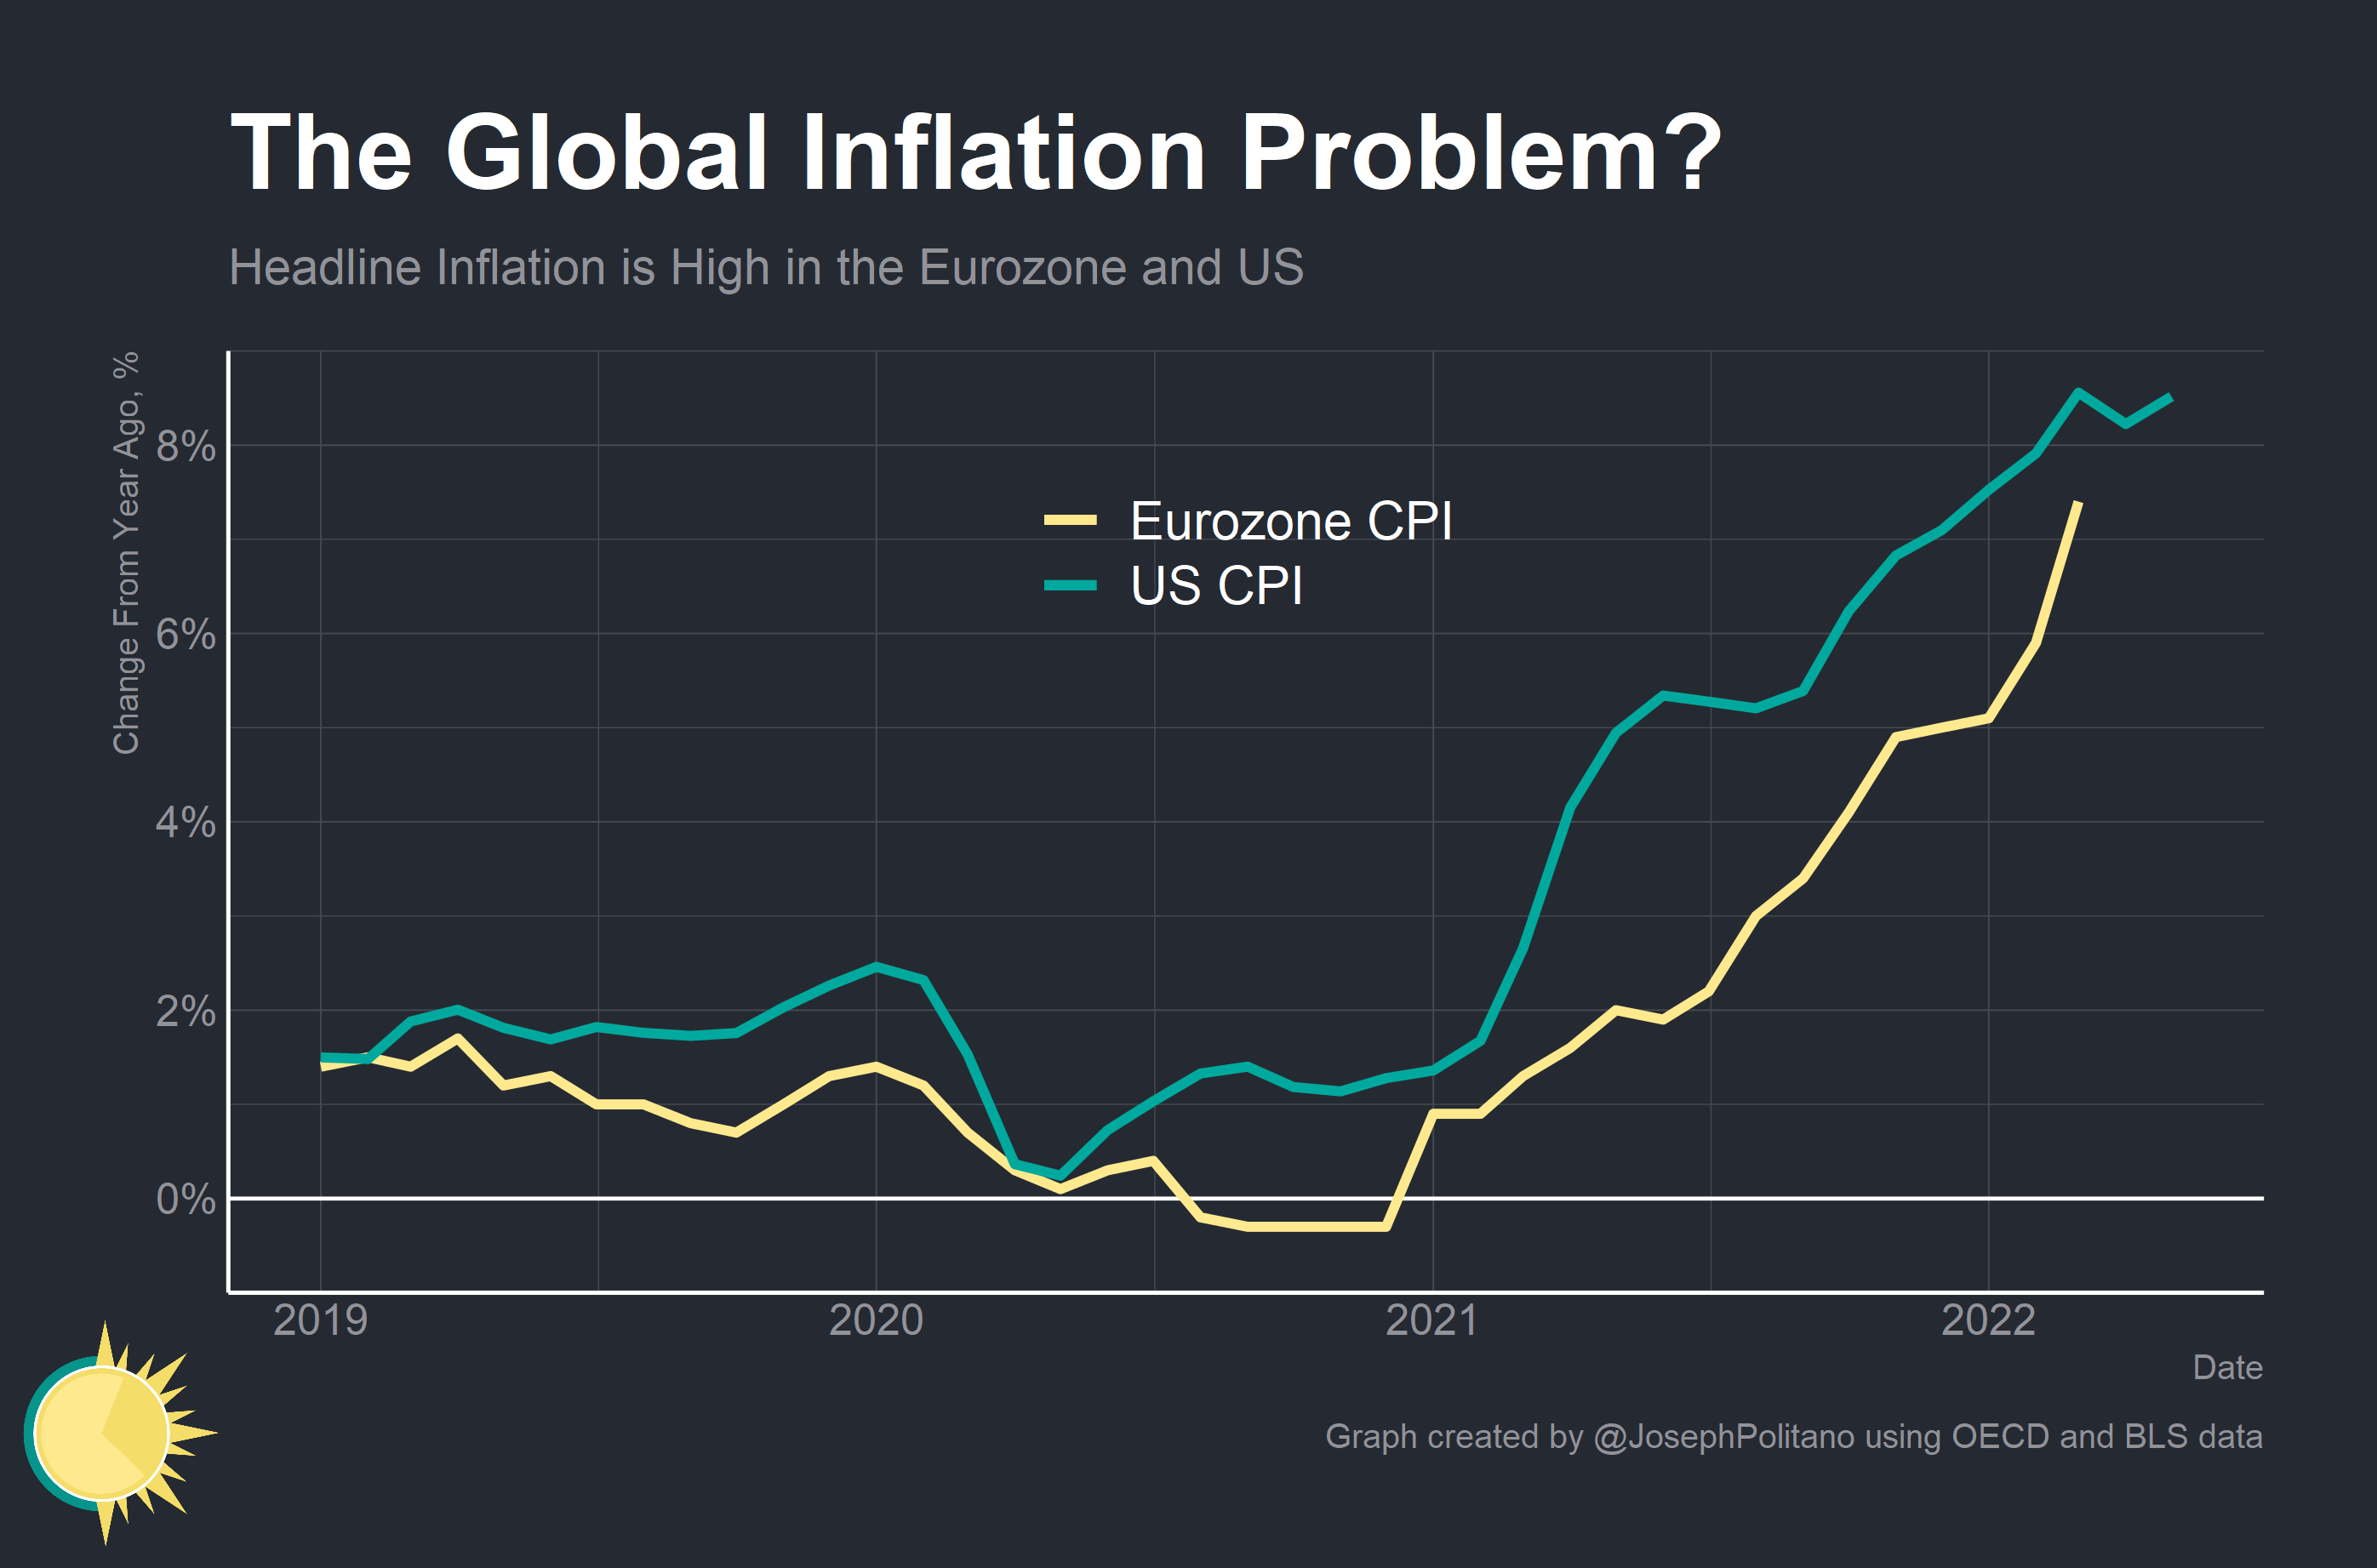 The Global Inflation Problem?
Headline Inflation is High in the Eurozone and US
Change From Year Ago, %
8%
6%
4%
2%
0%
Eurozone CPI
US CPI
2019
2020
2021
2022
Date
Graph created by @JosephPolitano using OECD and BLS data